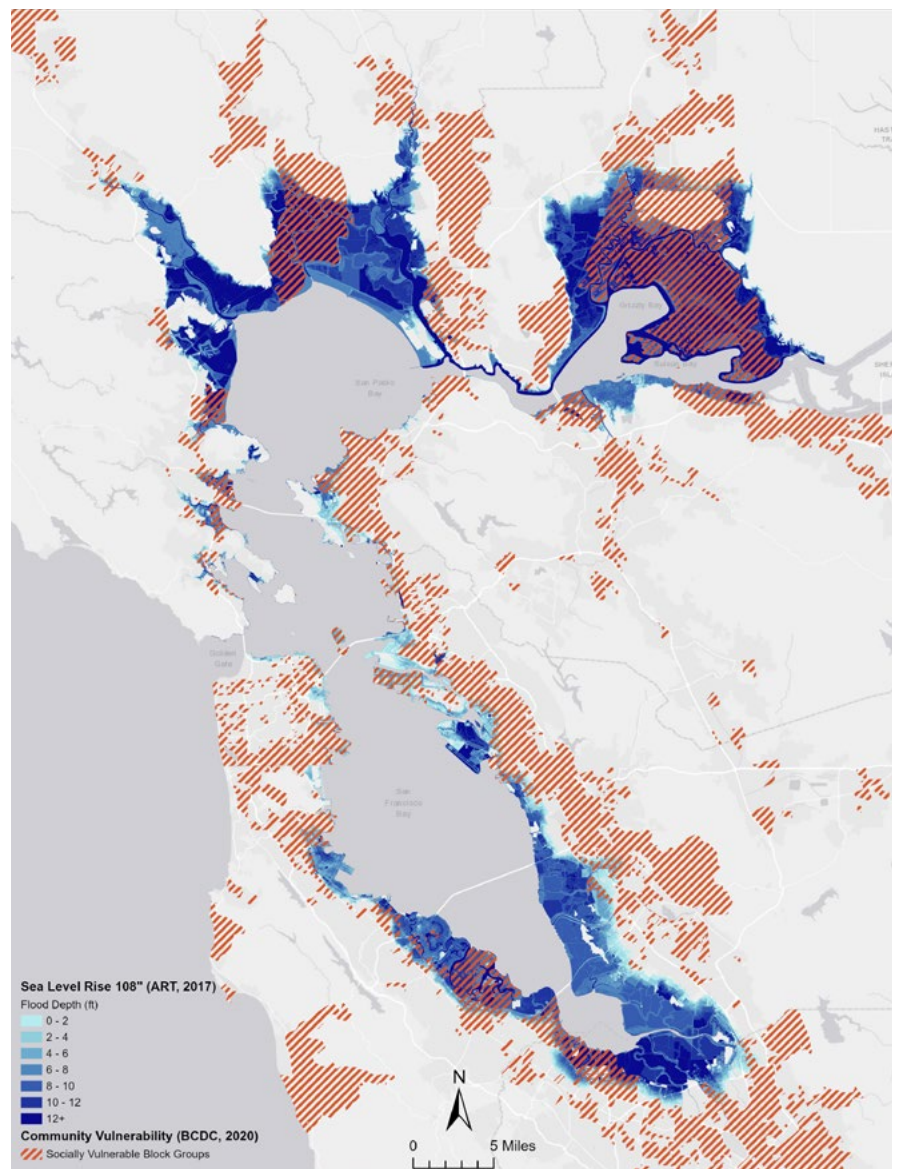 San Pablo
Bay
Grizzly Bay
Golden
Gate
San
Francisco
Bay
Sea Level Rise 108" (ART, 2017)
Flood Depth (ft)
0 - 2
2 - 4
4 - 6
6 - 8
8 - 10
10 - 12
12+
Community Vulnerability (BCDC, 2020)
Socially Vulnerable Block Groups
N
0
5 Miles